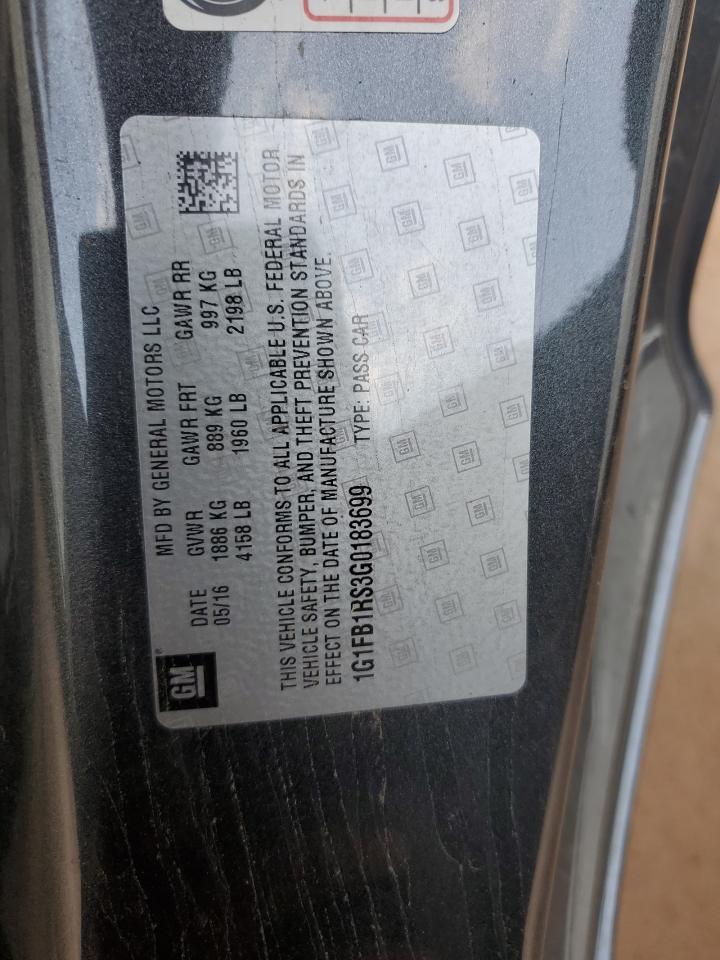 GM
MFD BY GENERAL MOTORS LLC
DATE GVWR GAWR FRT GAWR RR
05/16 1886 KG 889 KG 997 KG
4158 LB 1960 LB 2198 LB
THIS VEHICLE CONFORMS TO ALL APPLICABLE U.S. FEDERAL MOTOR
VEHICLE SAFETY, BUMPER, AND THEFT PREVENTION STANDARDS IN
EFFECT ON THE DATE OF MANUFACTURE SHOWN ABOVE.
1G1FB1RS3G0183699 TYPE: PASS CAR